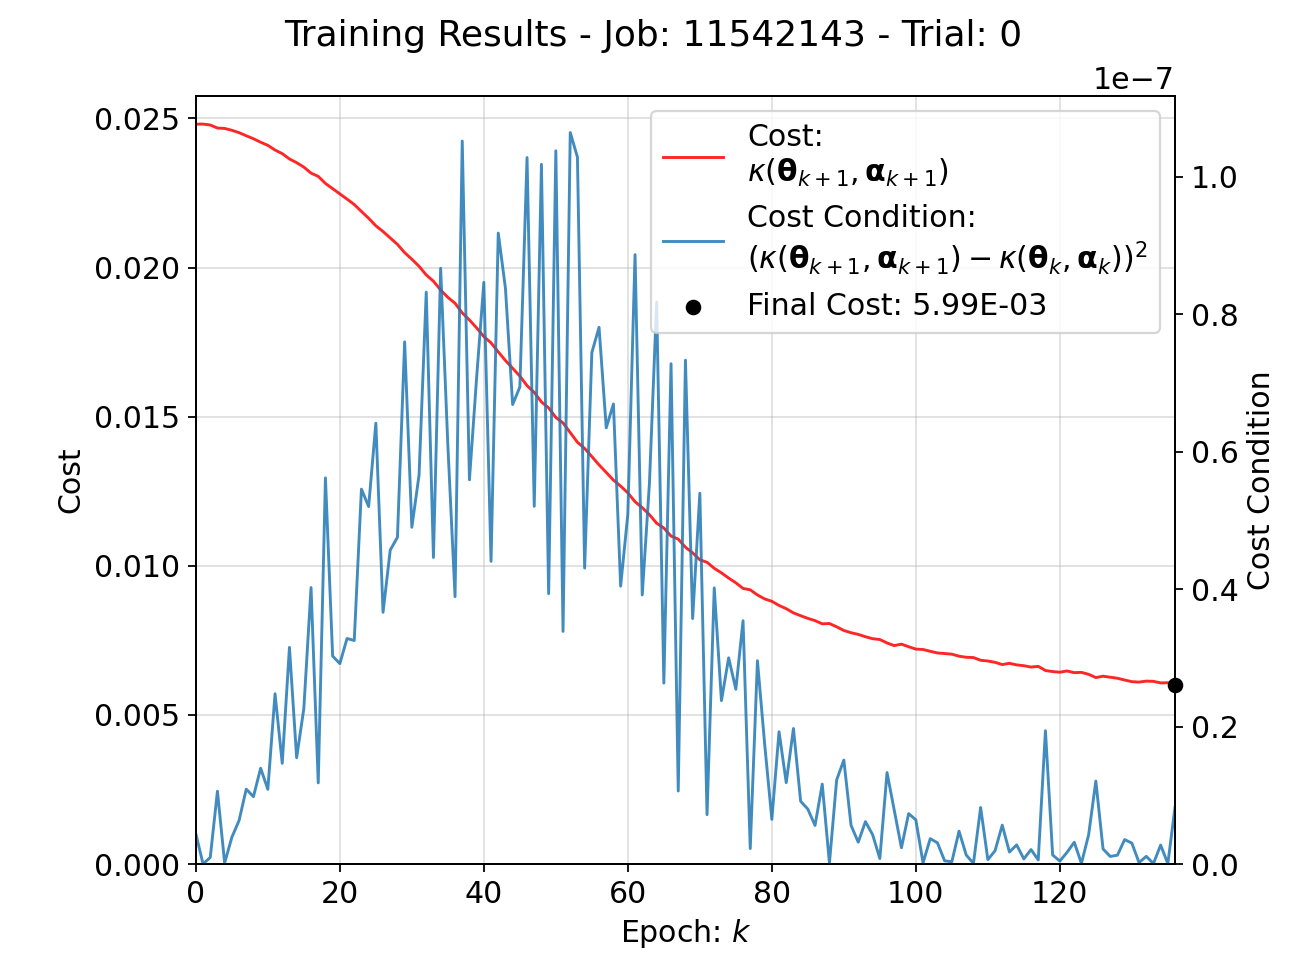 Training Results - Job: 11542143 - Trial: 0
1e−7
Cost:
κ(𝛉ₖ₊₁, 𝛂ₖ₊₁)
Cost Condition:
(κ(𝛉ₖ₊₁, 𝛂ₖ₊₁) − κ(𝛉ₖ, 𝛂ₖ))²
Final Cost: 5.99E-03
0.025
0.020
0.015
0.010
0.005
0.000
Cost
1.0
0.8
0.6
0.4
0.2
0.0
Cost Condition
0 20 40 60 80 100 120
Epoch: k